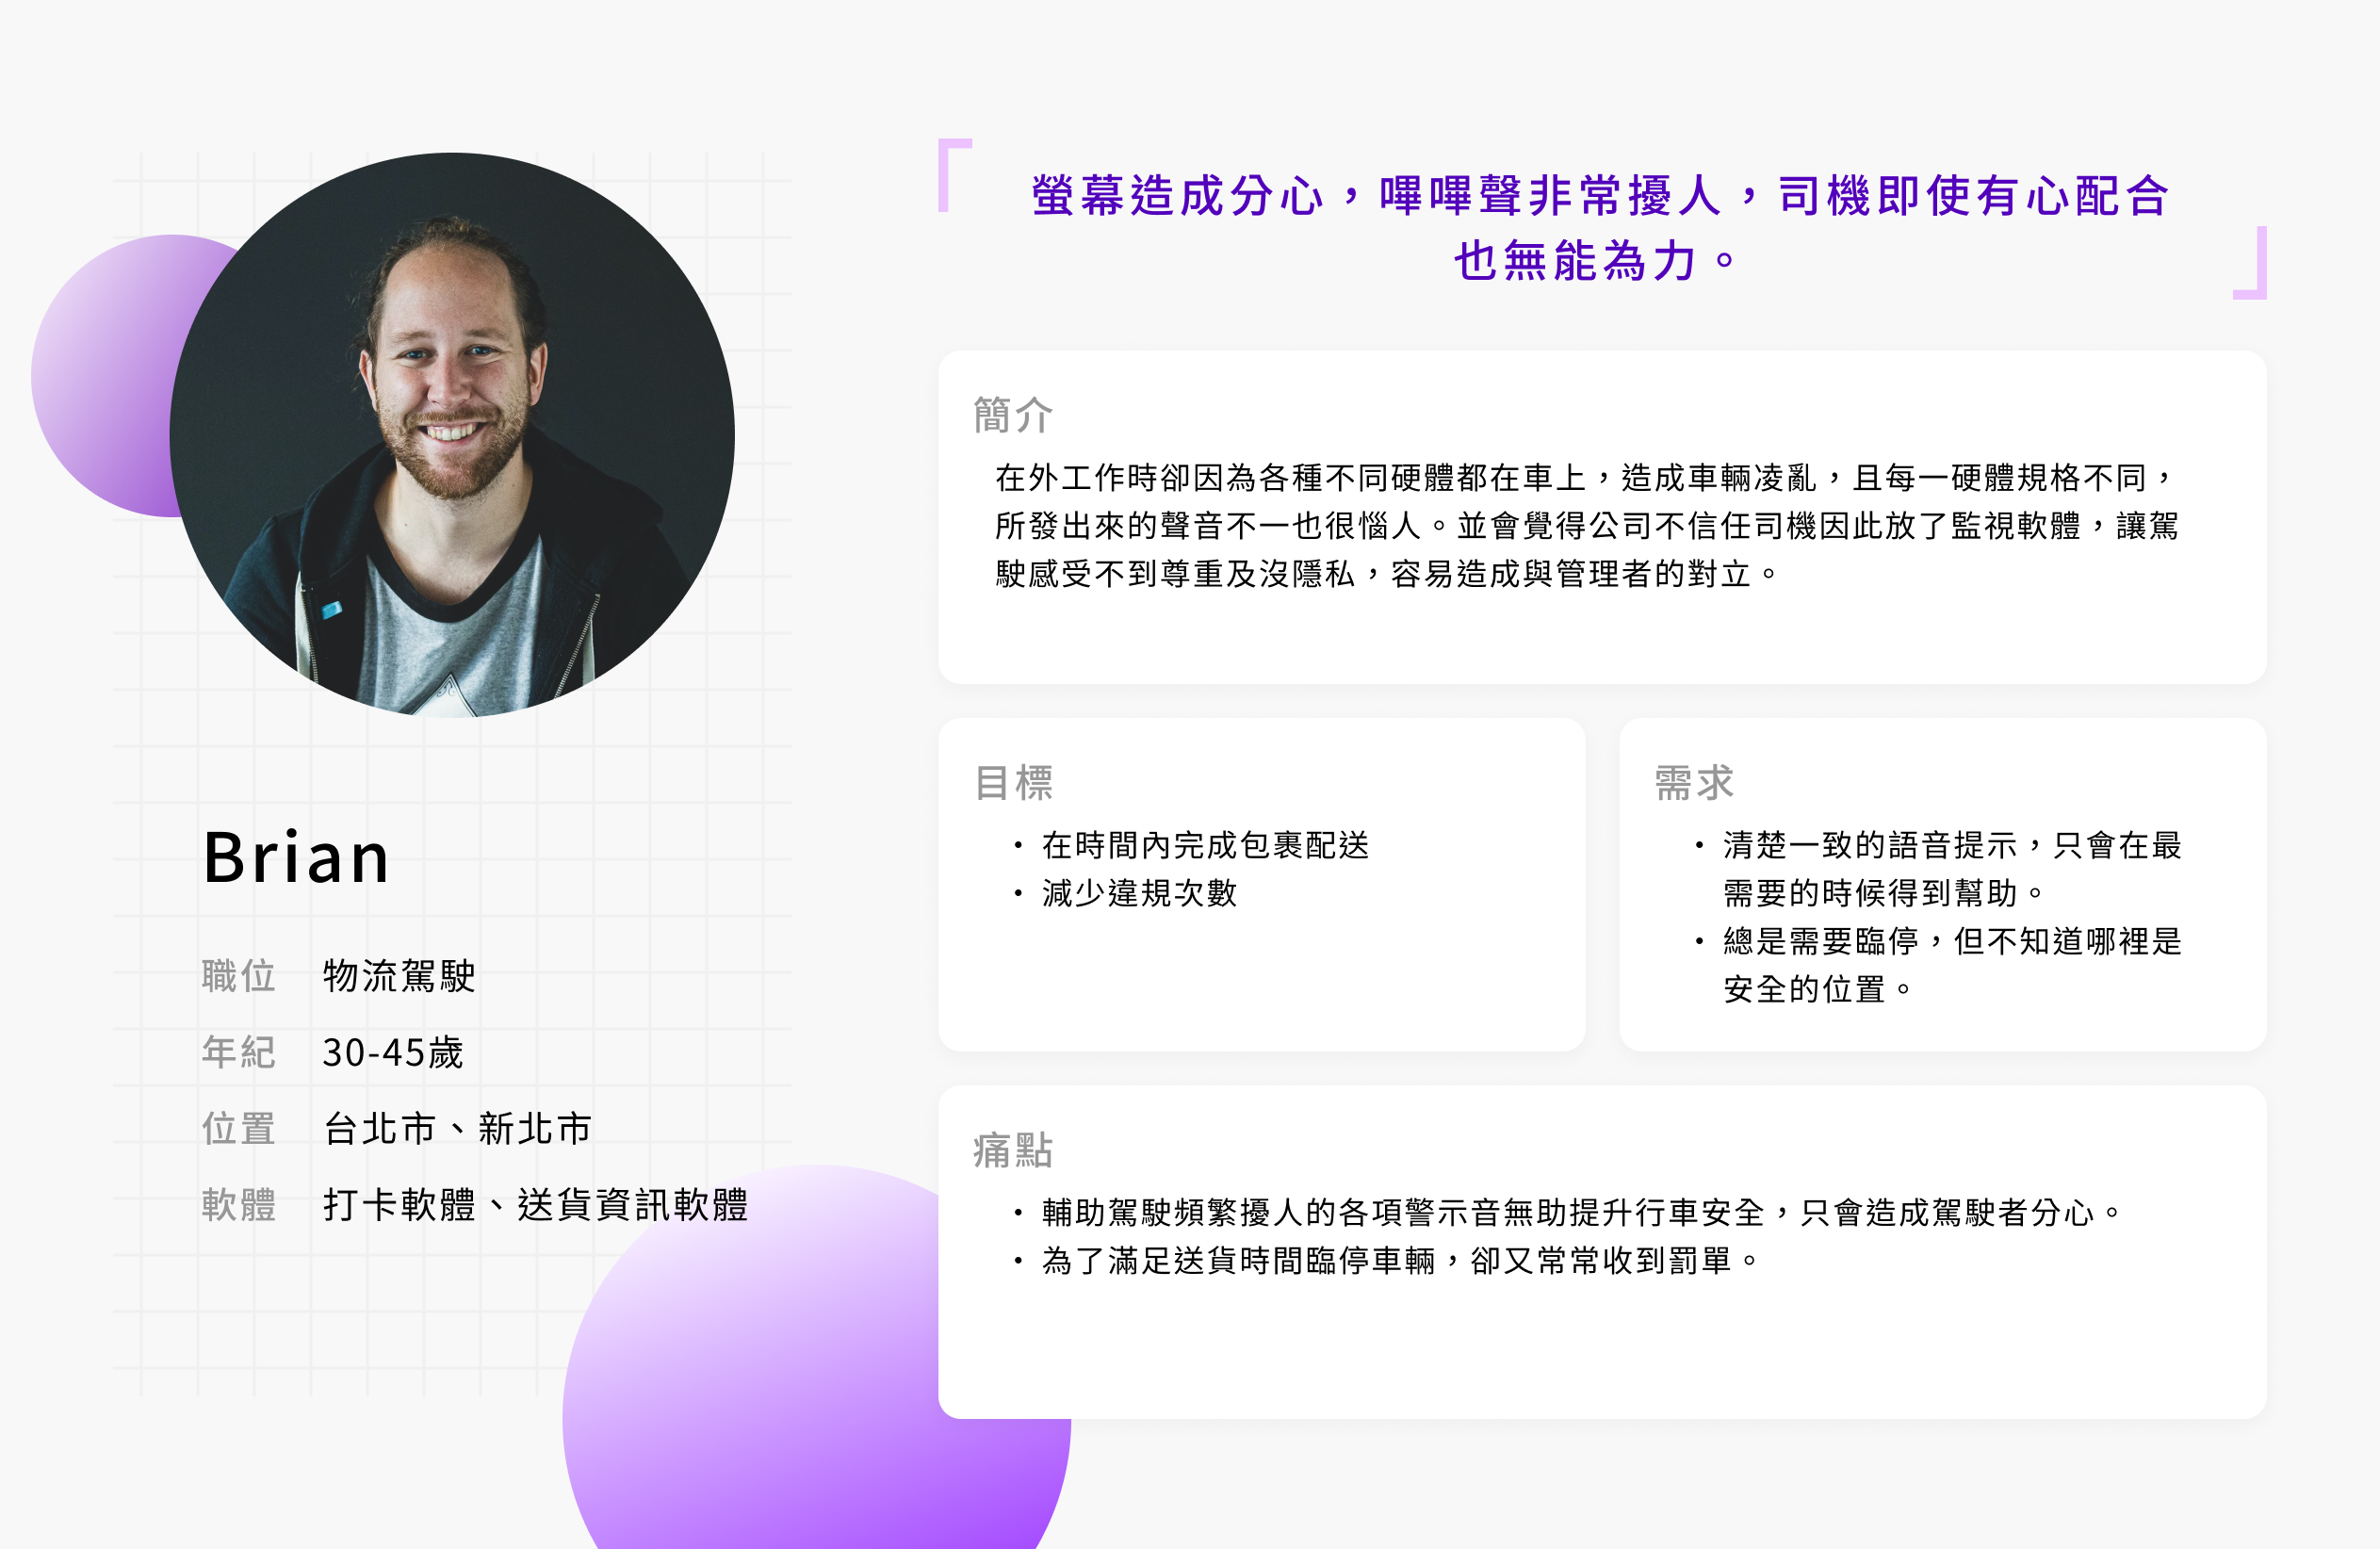 Brian
職位 物流駕駛
年紀 30-45歲
位置 台北市、新北市
軟體 打卡軟體、送貨資訊軟體
螢幕造成分心，嗶嗶聲非常擾人，司機即使有心配合
也無能為力。
簡介
在外工作時卻因為各種不同硬體都在車上，造成車輛凌亂，且每一硬體規格不同，
所發出來的聲音不一也很惱人。並會覺得公司不信任司機因此放了監視軟體，讓駕
駛感受不到尊重及沒隱私，容易造成與管理者的對立。
目標
• 在時間內完成包裹配送
• 減少違規次數
需求
• 清楚一致的語音提示，只會在最
需要的時候得到幫助。
• 總是需要臨停，但不知道哪裡是
安全的位置。
痛點
• 輔助駕駛頻繁擾人的各項警示音無助提升行車安全，只會造成駕駛者分心。
• 為了滿足送貨時間臨停車輛，卻又常常收到罰單。